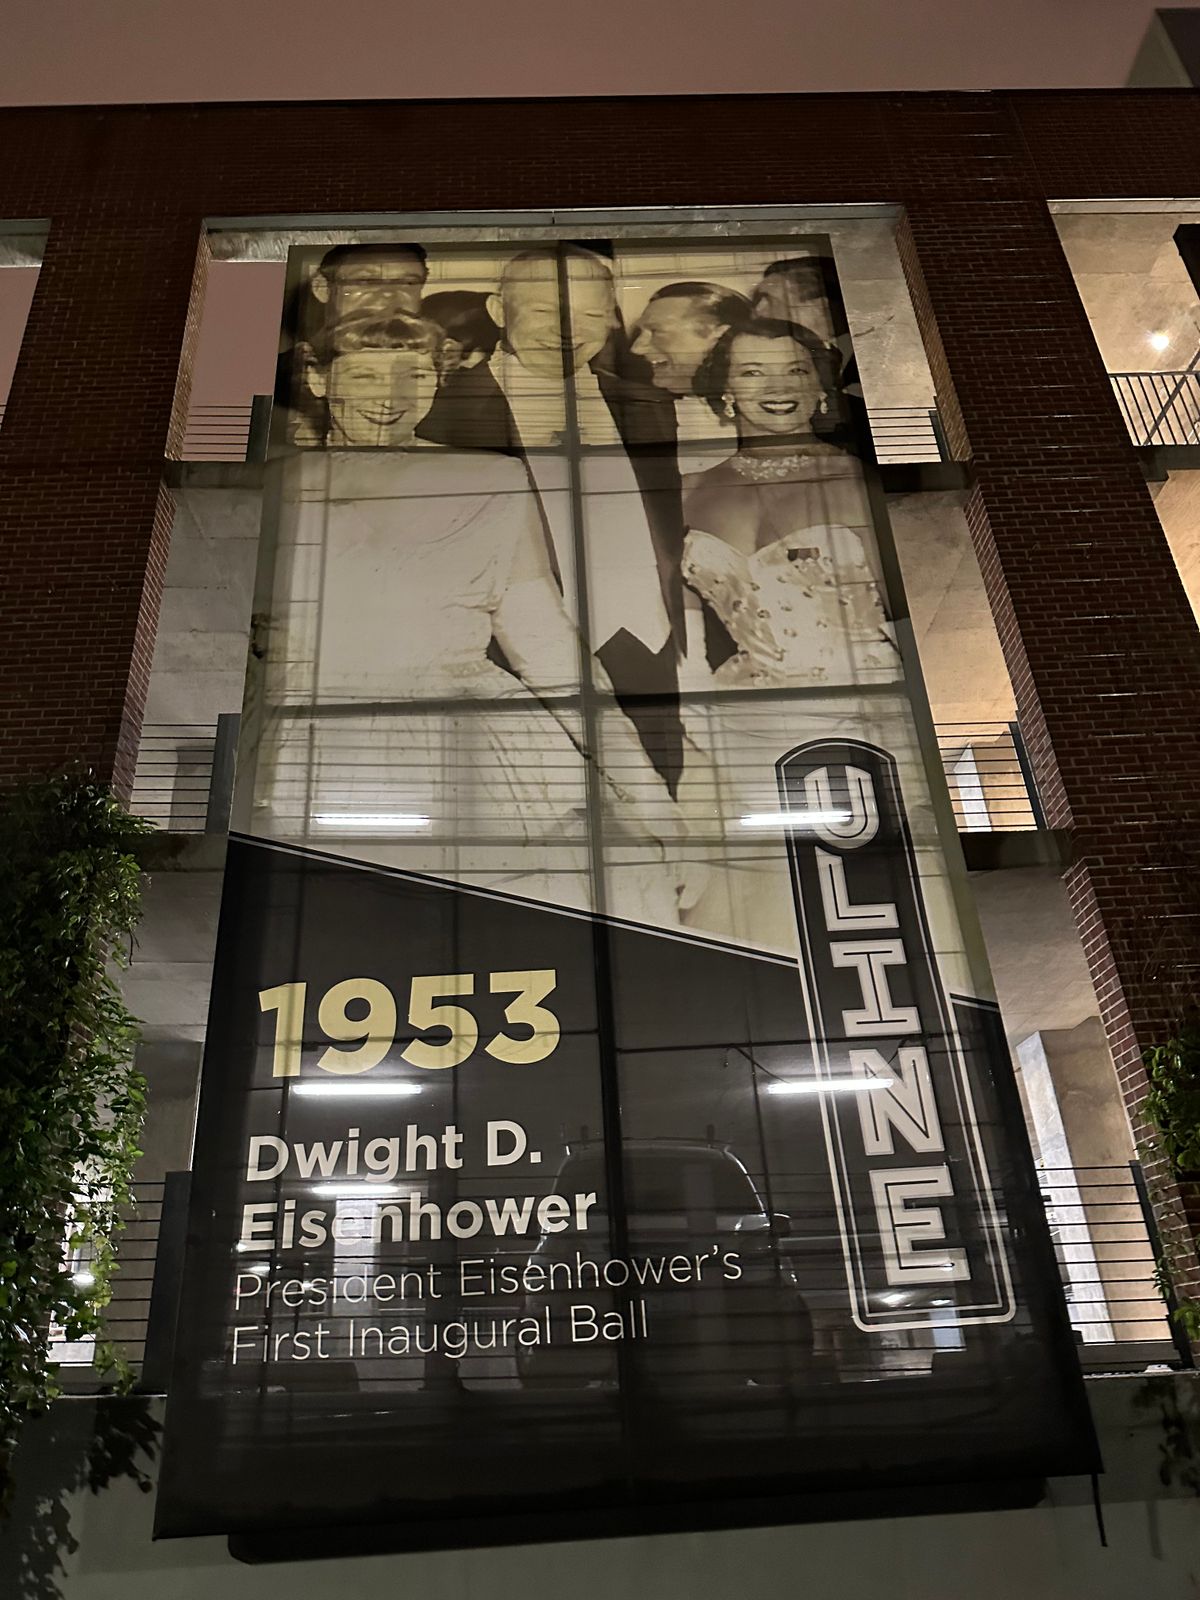 ULINE
1953
Dwight D.
Eisenhower
President Eisenhower's
First Inaugural Ball